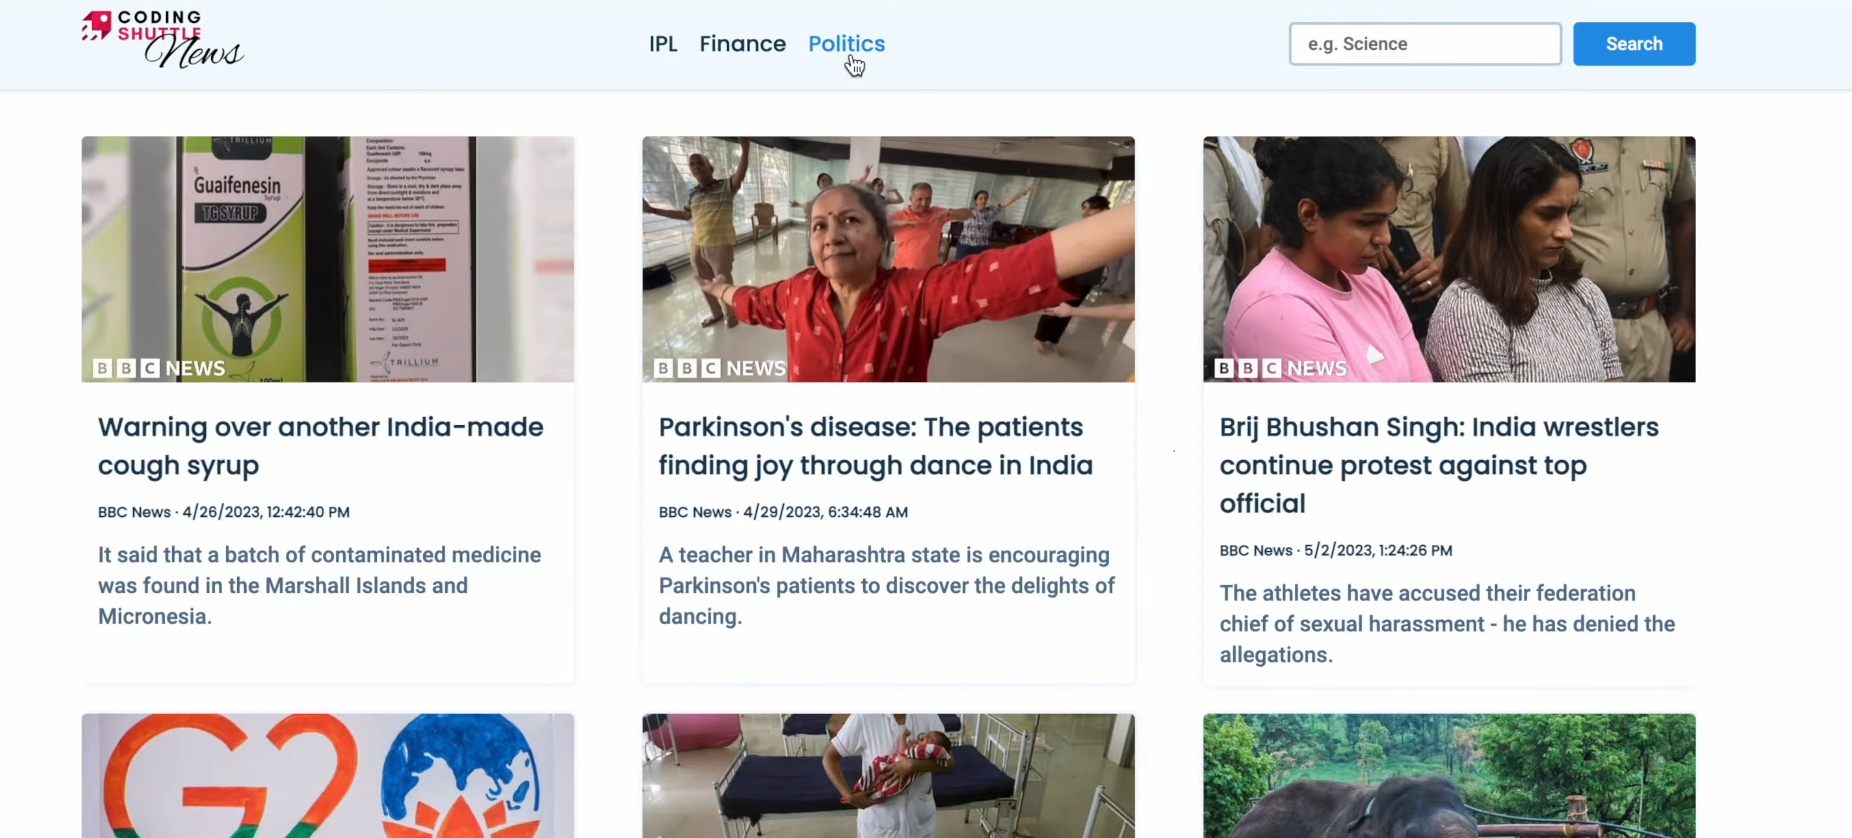 CODING
SHUTTLE
News
IPL Finance Politics
e.g. Science
Search
TRILLIUM
Guaifenesin
Syrup
TG SYRUP
TRILLIUM
100ml
BBC NEWS
BBC NEWS
BBC NEWS
Warning over another India-made
cough syrup
BBC News · 4/26/2023, 12:42:40 PM
It said that a batch of contaminated medicine
was found in the Marshall Islands and
Micronesia.
Parkinson's disease: The patients
finding joy through dance in India
BBC News · 4/29/2023, 6:34:48 AM
A teacher in Maharashtra state is encouraging
Parkinson's patients to discover the delights of
dancing.
Brij Bhushan Singh: India wrestlers
continue protest against top
official
BBC News · 5/2/2023, 1:24:26 PM
The athletes have accused their federation
chief of sexual harassment - he has denied the
allegations.
G2